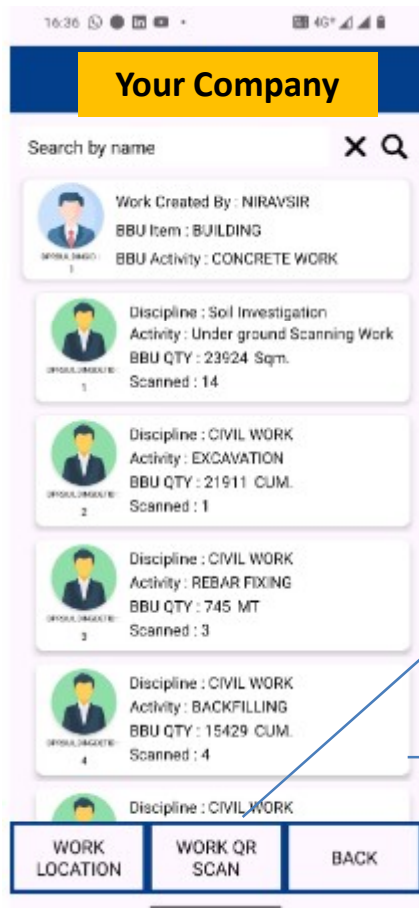 16:36
4G+
Your Company
Search by name
Work Created By : NIRAVSIR
BBU Item : BUILDING
BBU Activity : CONCRETE WORK
1
Discipline : Soil Investigation
Activity : Under ground Scanning Work
BBU QTY : 23924 Sqm.
Scanned : 14
1
Discipline : CIVIL WORK
Activity : EXCAVATION
BBU QTY : 21911 CUM.
Scanned : 1
2
Discipline : CIVIL WORK
Activity : REBAR FIXING
BBU QTY : 745 MT
Scanned : 3
3
Discipline : CIVIL WORK
Activity : BACKFILLING
BBU QTY : 15429 CUM.
Scanned : 4
4
Discipline : CIVIL WORK
WORK LOCATION
WORK QR SCAN
BACK